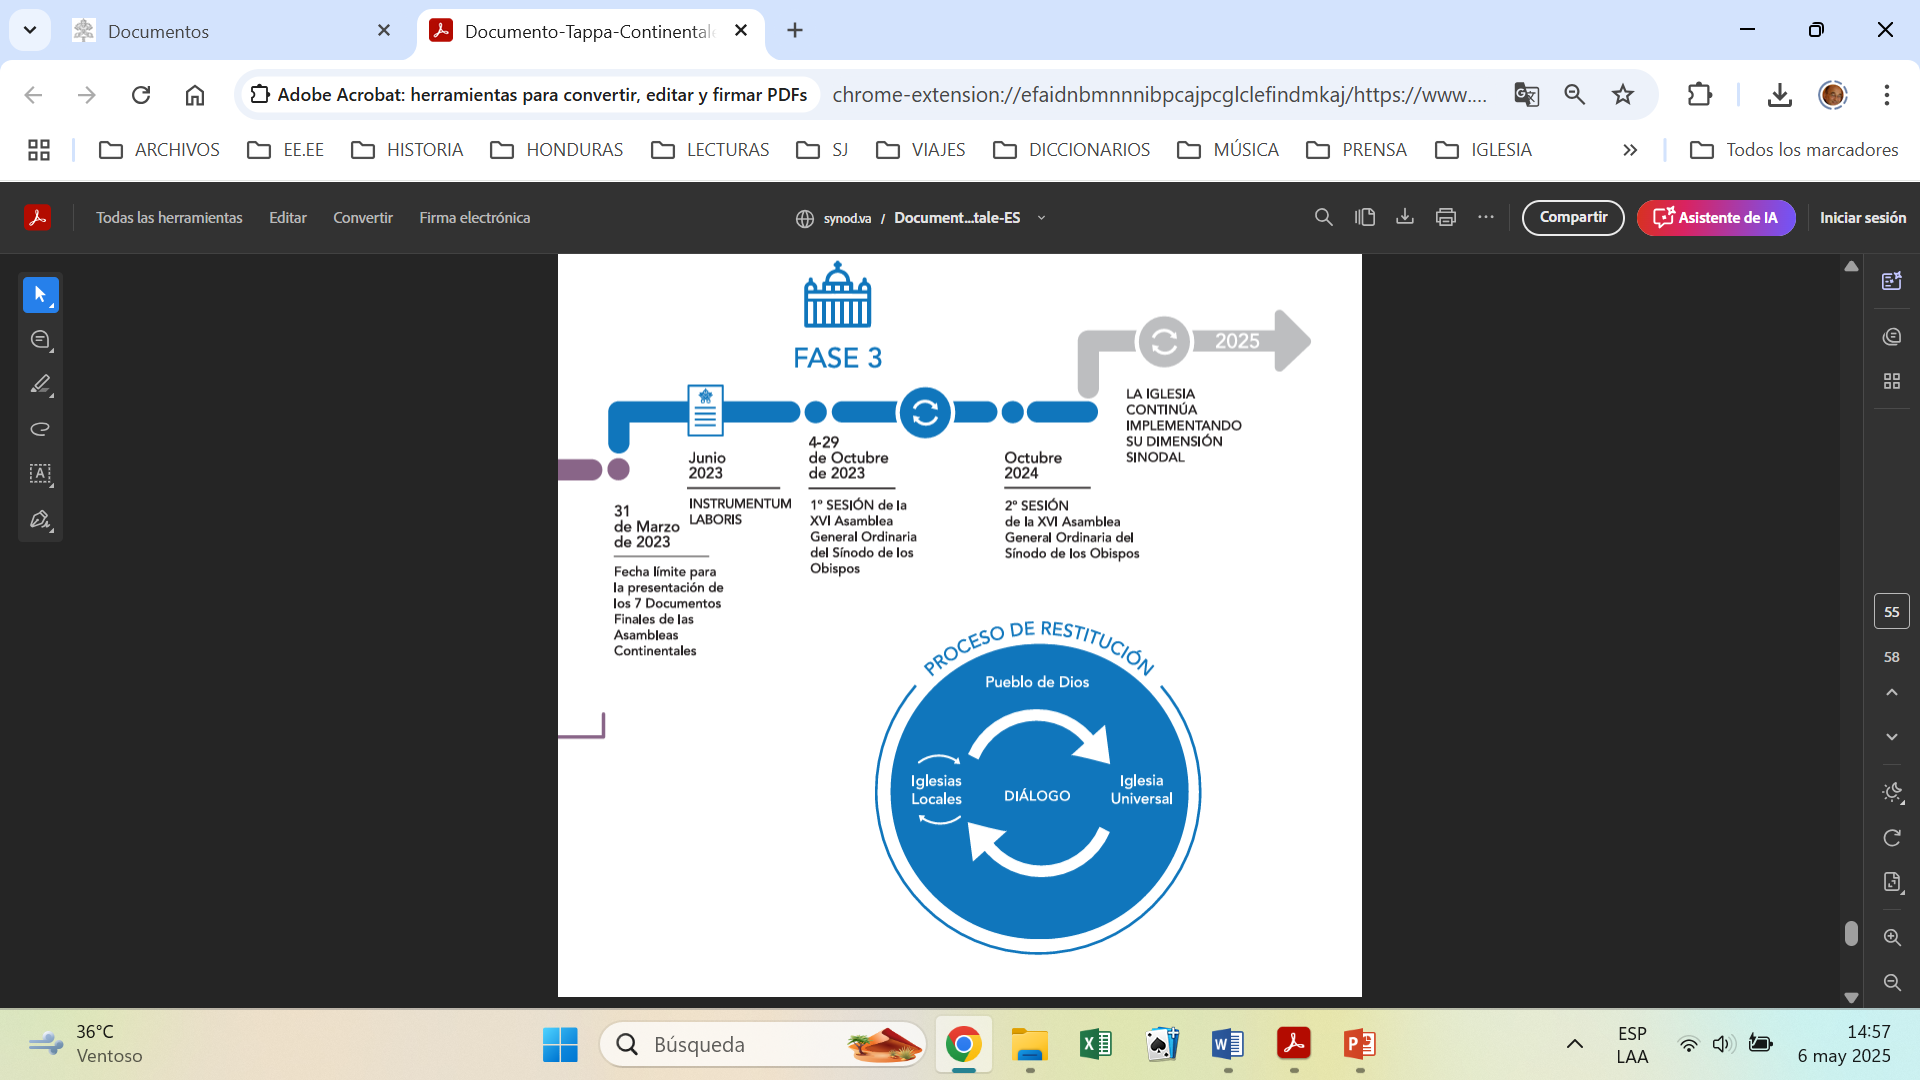 Documentos
Documento-Tappa-Continentale
Adobe Acrobat: herramientas para convertir, editar y firmar PDFs
chrome-extension://efaidnbmnnnibpcajpcglclefindmkaj/https://www....
ARCHIVOS
EE.EE
HISTORIA
HONDURAS
LECTURAS
SJ
VIAJES
DICCIONARIOS
MÚSICA
PRENSA
IGLESIA
Todos los marcadores
Todas las herramientas
Editar
Convertir
Firma electrónica
synod.va / Document...tale-ES
Compartir
Asistente de IA
Iniciar sesión
FASE 3
2025
LA IGLESIA
CONTINÚA
IMPLEMENTANDO
SU DIMENSIÓN
SINODAL
31
de Marzo
de 2023
Fecha límite para
la presentación de
los 7 Documentos
Finales de las
Asambleas
Continentales
Junio
2023
INSTRUMENTUM
LABORIS
4-29
de Octubre
de 2023
1º SESIÓN de la
XVI Asamblea
General Ordinaria
del Sínodo de los
Obispos
Octubre
2024
2º SESIÓN
de la XVI Asamblea
General Ordinaria del
Sínodo de los Obispos
PROCESO DE RESTITUCIÓN
Pueblo de Dios
Iglesias
Locales
DIÁLOGO
Iglesia
Universal
55
58
36°C
Ventoso
Búsqueda
ESP
LAA
14:57
6 may 2025